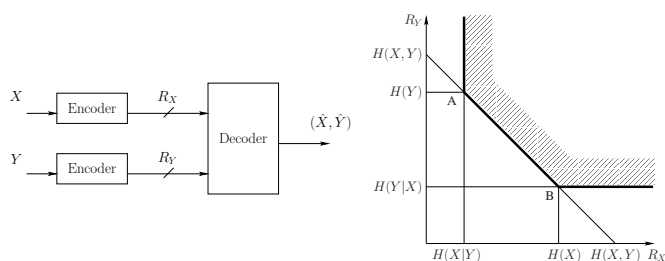 X
Encoder
R_X
Y
Encoder
R_Y
Decoder
(X̂, Ŷ)
R_Y
H(X, Y)
H(Y)
A
H(Y|X)
B
H(X|Y)
H(X)
H(X, Y)
R_X